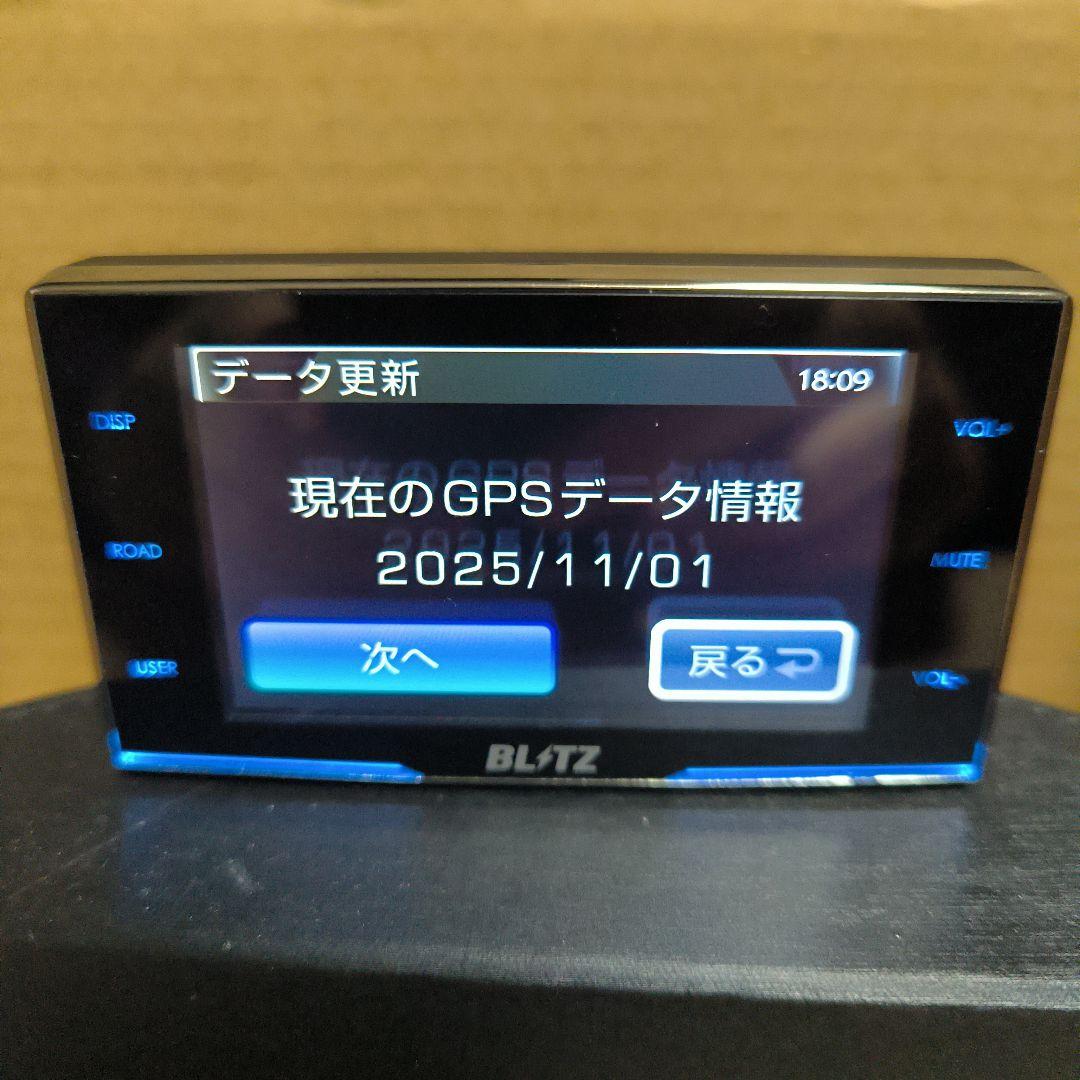 データ更新 18:09
DISP
VOL+
現在のGPSデータ情報
ROAD
MUTE
2025/11/01
USER
次へ
戻る
VOL-
BLITZ